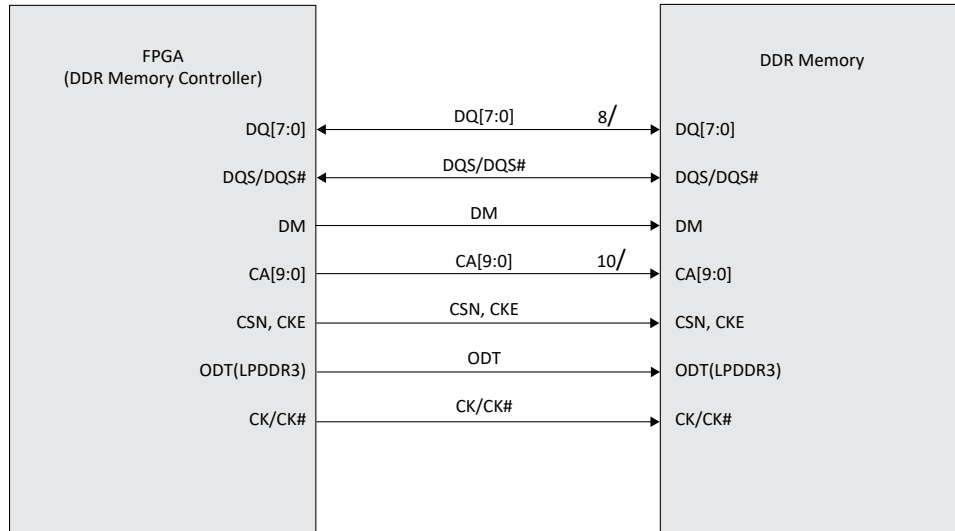 FPGA
(DDR Memory Controller)
DDR Memory
DQ[7:0]
DQ[7:0]
8/
DQ[7:0]
DQS/DQS#
DQS/DQS#
DQS/DQS#
DM
DM
DM
CA[9:0]
CA[9:0]
10/
CA[9:0]
CSN, CKE
CSN, CKE
CSN, CKE
ODT(LPDDR3)
ODT
ODT(LPDDR3)
CK/CK#
CK/CK#
CK/CK#